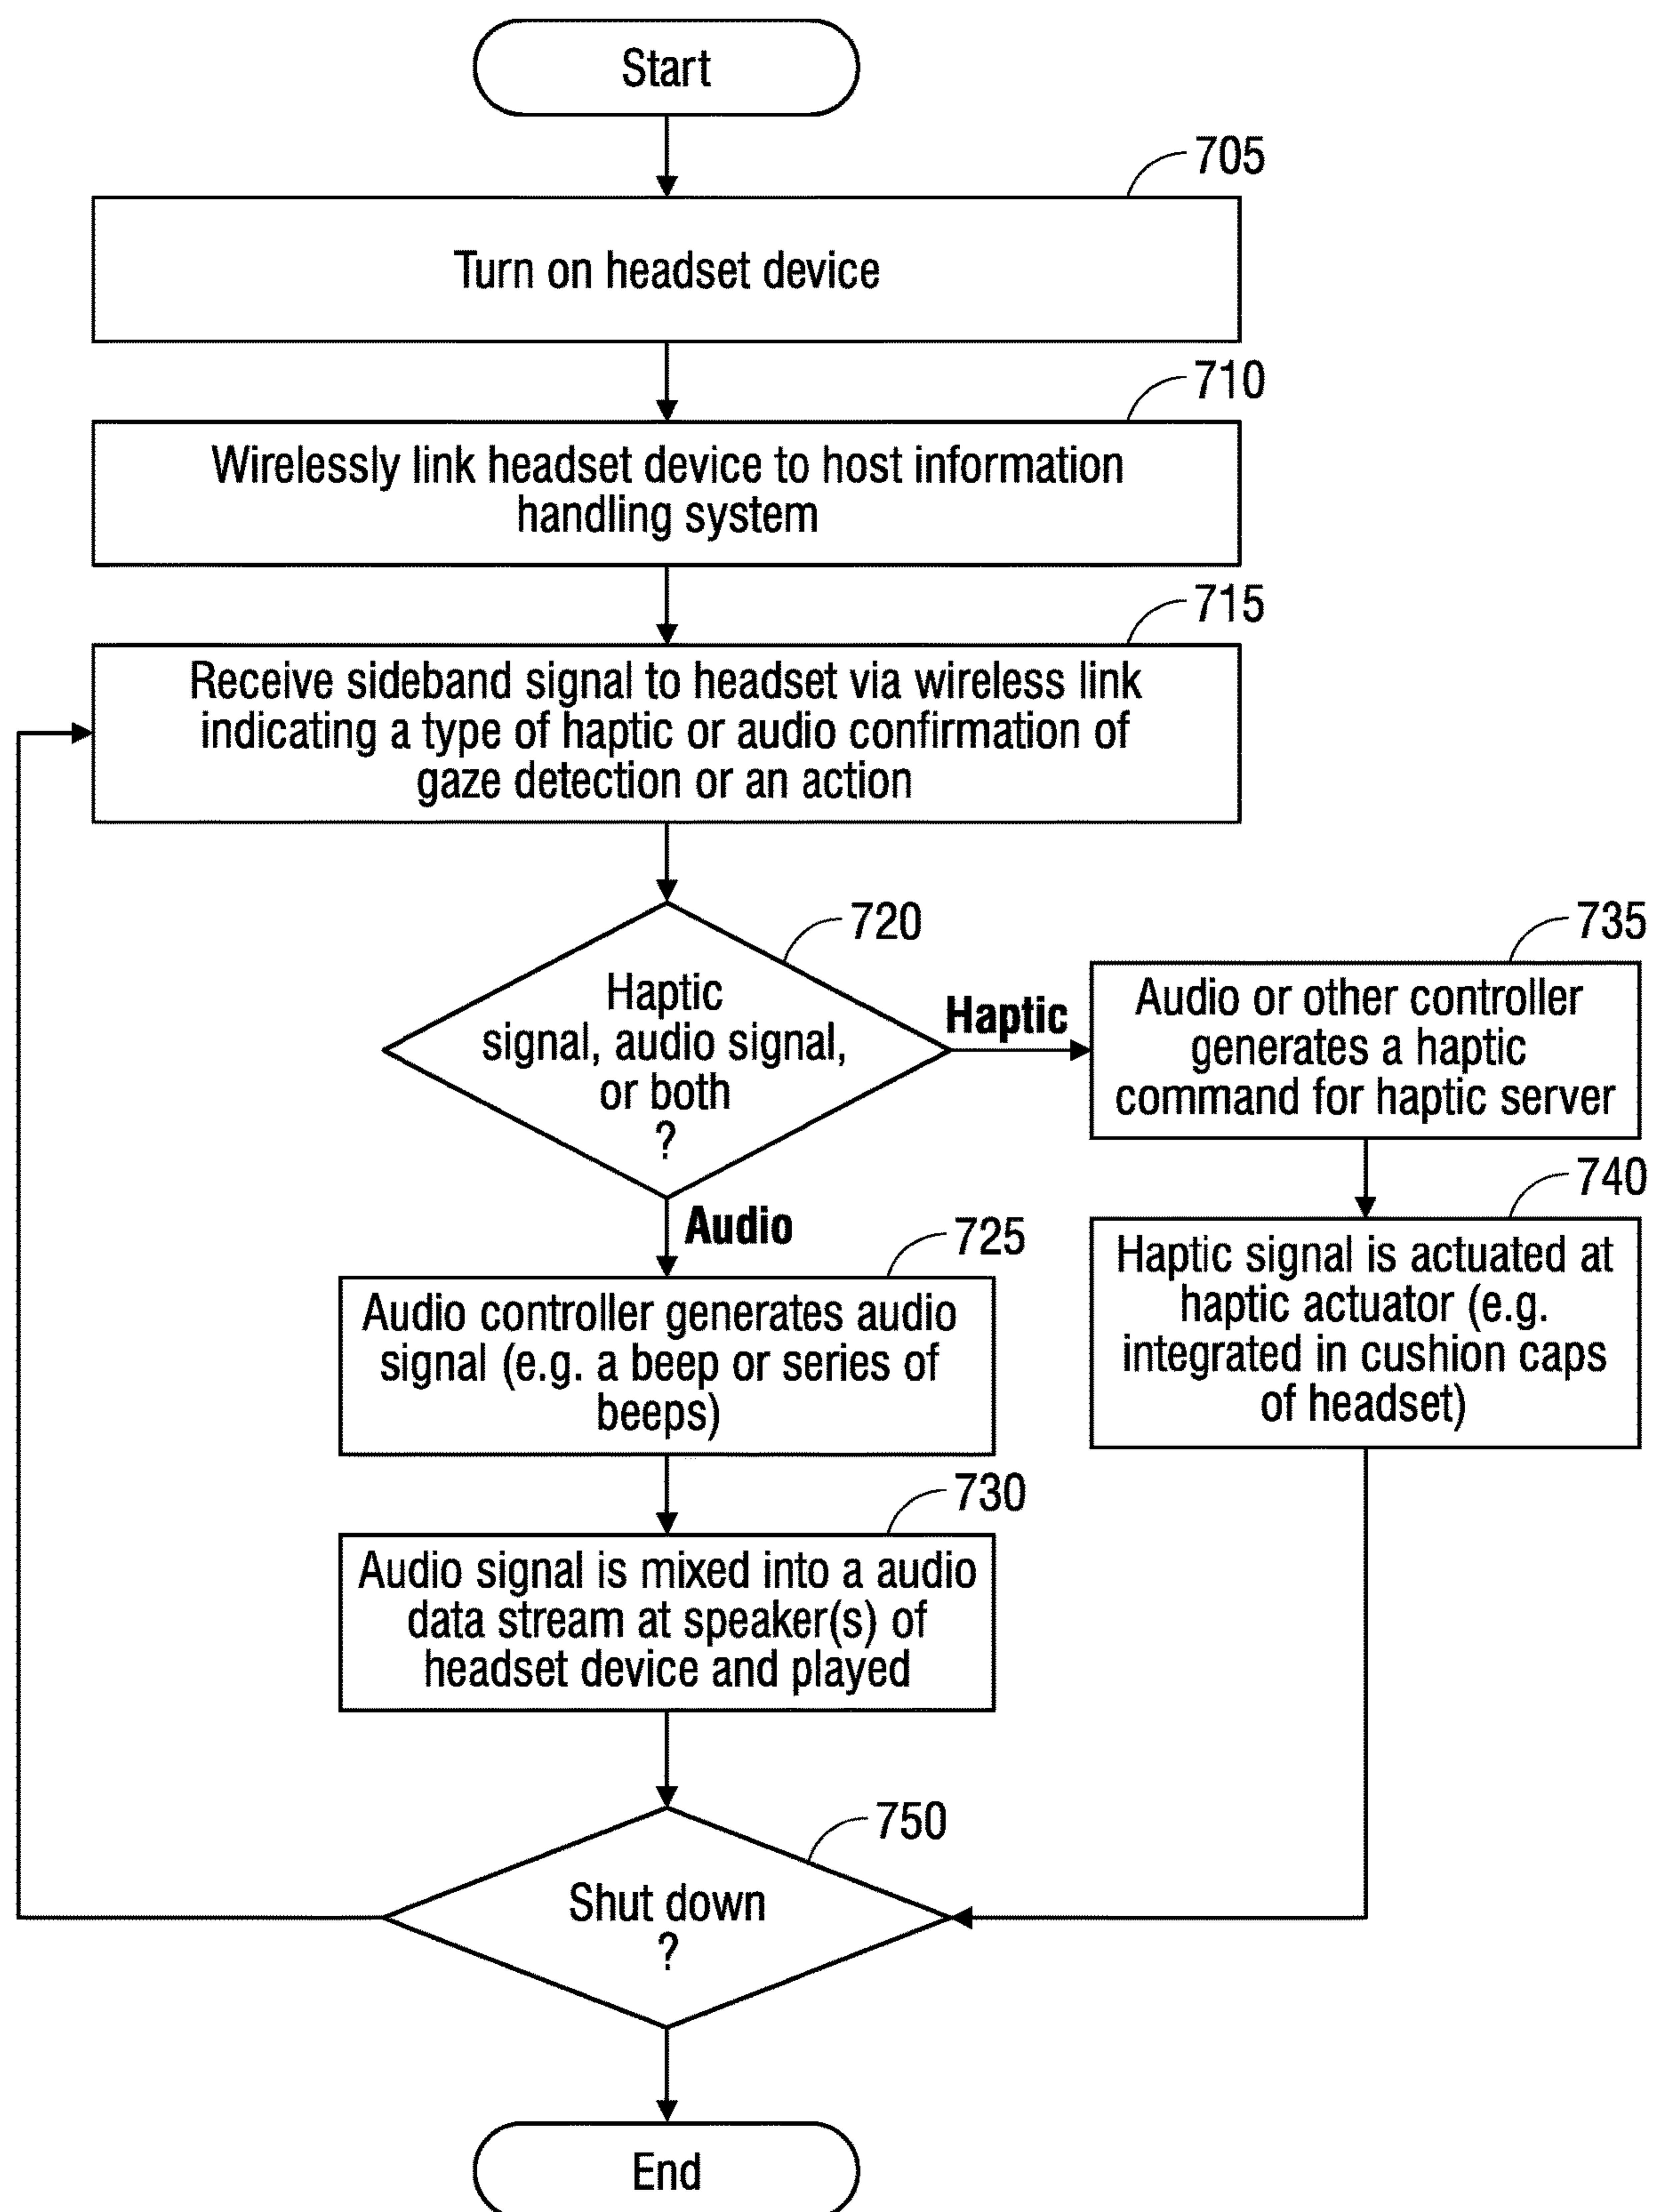 Start
705
Turn on headset device
710
Wirelessly link headset device to host information
handling system
715
Receive sideband signal to headset via wireless link
indicating a type of haptic or audio confirmation of
gaze detection or an action
720
Haptic
signal, audio signal,
or both
?
Haptic
735
Audio or other controller
generates a haptic
command for haptic server
740
Haptic signal is actuated at
haptic actuator (e.g.
integrated in cushion caps
of headset)
Audio
725
Audio controller generates audio
signal (e.g. a beep or series of
beeps)
730
Audio signal is mixed into a audio
data stream at speaker(s) of
headset device and played
750
Shut down
?
End